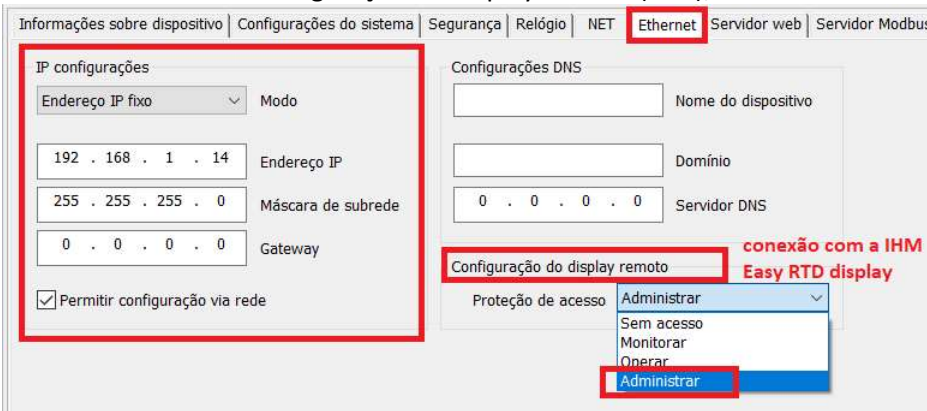 Informações sobre dispositivo Configurações do sistema Segurança Relógio NET Ethernet Servidor web Servidor Modbus
IP configurações
Endereço IP fixo Modo
192 . 168 . 1 . 14 Endereço IP
255 . 255 . 255 . 0 Máscara de subrede
0 . 0 . 0 . 0 Gateway
Permitir configuração via rede
Configurações DNS
Nome do dispositivo
Domínio
0 . 0 . 0 . 0 Servidor DNS
conexão com a IHM
Easy RTD display
Configuração do display remoto
Proteção de acesso Administrar
Sem acesso
Monitorar
Operar
Administrar